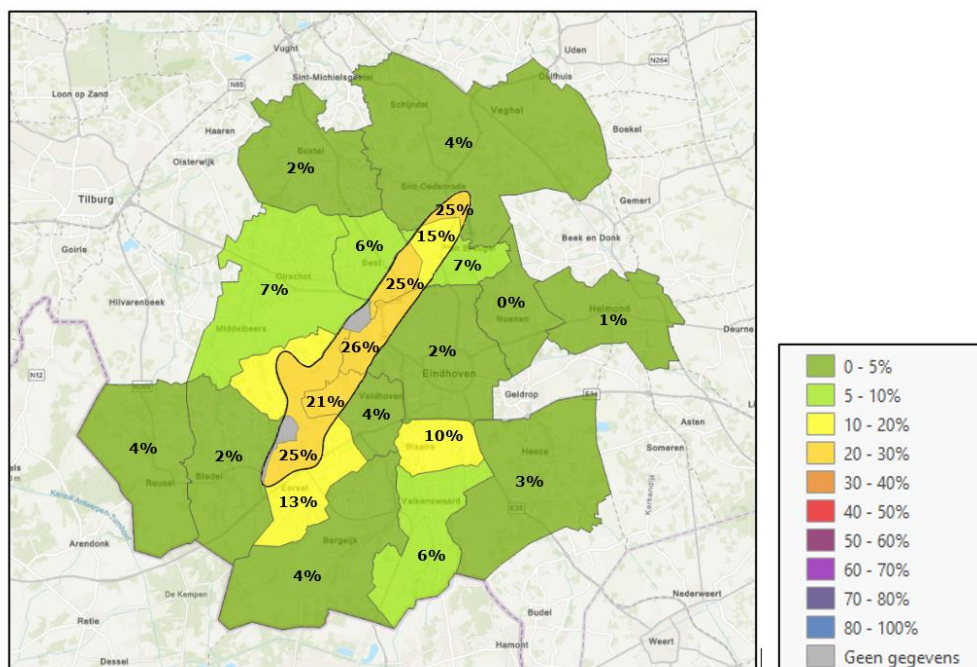 Vught
Uden
N264
Sint-Michielsgestel
N65
Loon op Zand
Schijndel
Veghel
Haaren
Boekel
Boxtel
4%
Oisterwijk
2%
Sint-Oedenrode
Tilburg
Gemert
25%
Goirle
15%
6%
Beek en Donk
Best
7%
Oirschot
25%
7%
Hilvarenbeek
0%
Helmond
Nuenen
1%
Middelbeers
Deurne
26%
2%
N12
Eindhoven
Veldhoven
Geldrop
21%
4%
Asten
10%
4%
2%
25%
Waalre
Heeze
Someren
Reusel
Bladel
3%
Eersel
Valkenswaard
13%
Kanaal Antwerpen-Turnhout
Arendonk
Bergeijk
6%
4%
De Kempen
Nederweert
Budel
Retie
Weert
Hamont
Dessel
0 - 5%
5 - 10%
10 - 20%
20 - 30%
30 - 40%
40 - 50%
50 - 60%
60 - 70%
70 - 80%
80 - 100%
Geen gegevens